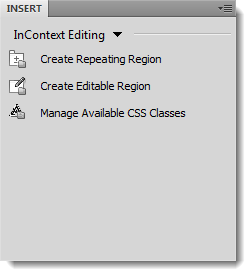 INSERT
InContext Editing
Create Repeating Region
Create Editable Region
Manage Available CSS Classes